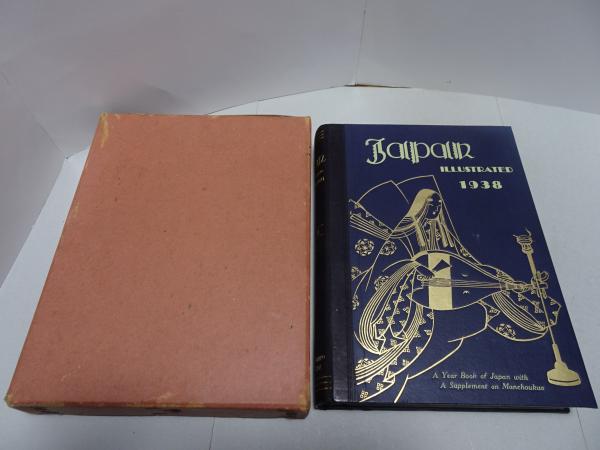 Japan
ILLUSTRATED
1938
A Year Book of Japan with
A Supplement on Manchoukuo